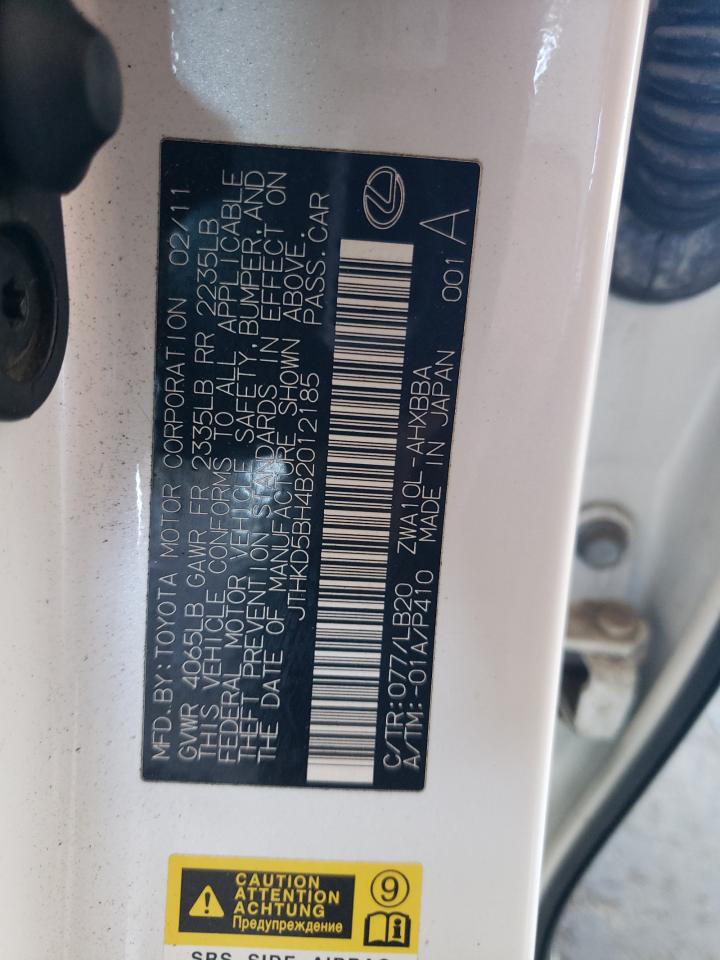 MFD.BY:TOYOTA MOTOR CORPORATION 02/11
GVWR 4065LB GAWR FR 2335LB RR 2235LB
THIS VEHICLE CONFORMS TO ALL APPLICABLE
FEDERAL MOTOR VEHICLE SAFETY,BUMPER,AND
THEFT PREVENTION STANDARDS IN EFFECT ON
THE DATE OF MANUFACTURE SHOWN ABOVE.
JTHKD5BH4B2012185 PASS.CAR
C/TR:077/LB20 ZWA10L-AHXBBA
A/TM:-01A/P410 MADE IN JAPAN 001 A
CAUTION
ATTENTION
ACHTUNG
Предупреждение
9
i
SRS SIDE AIRBAG